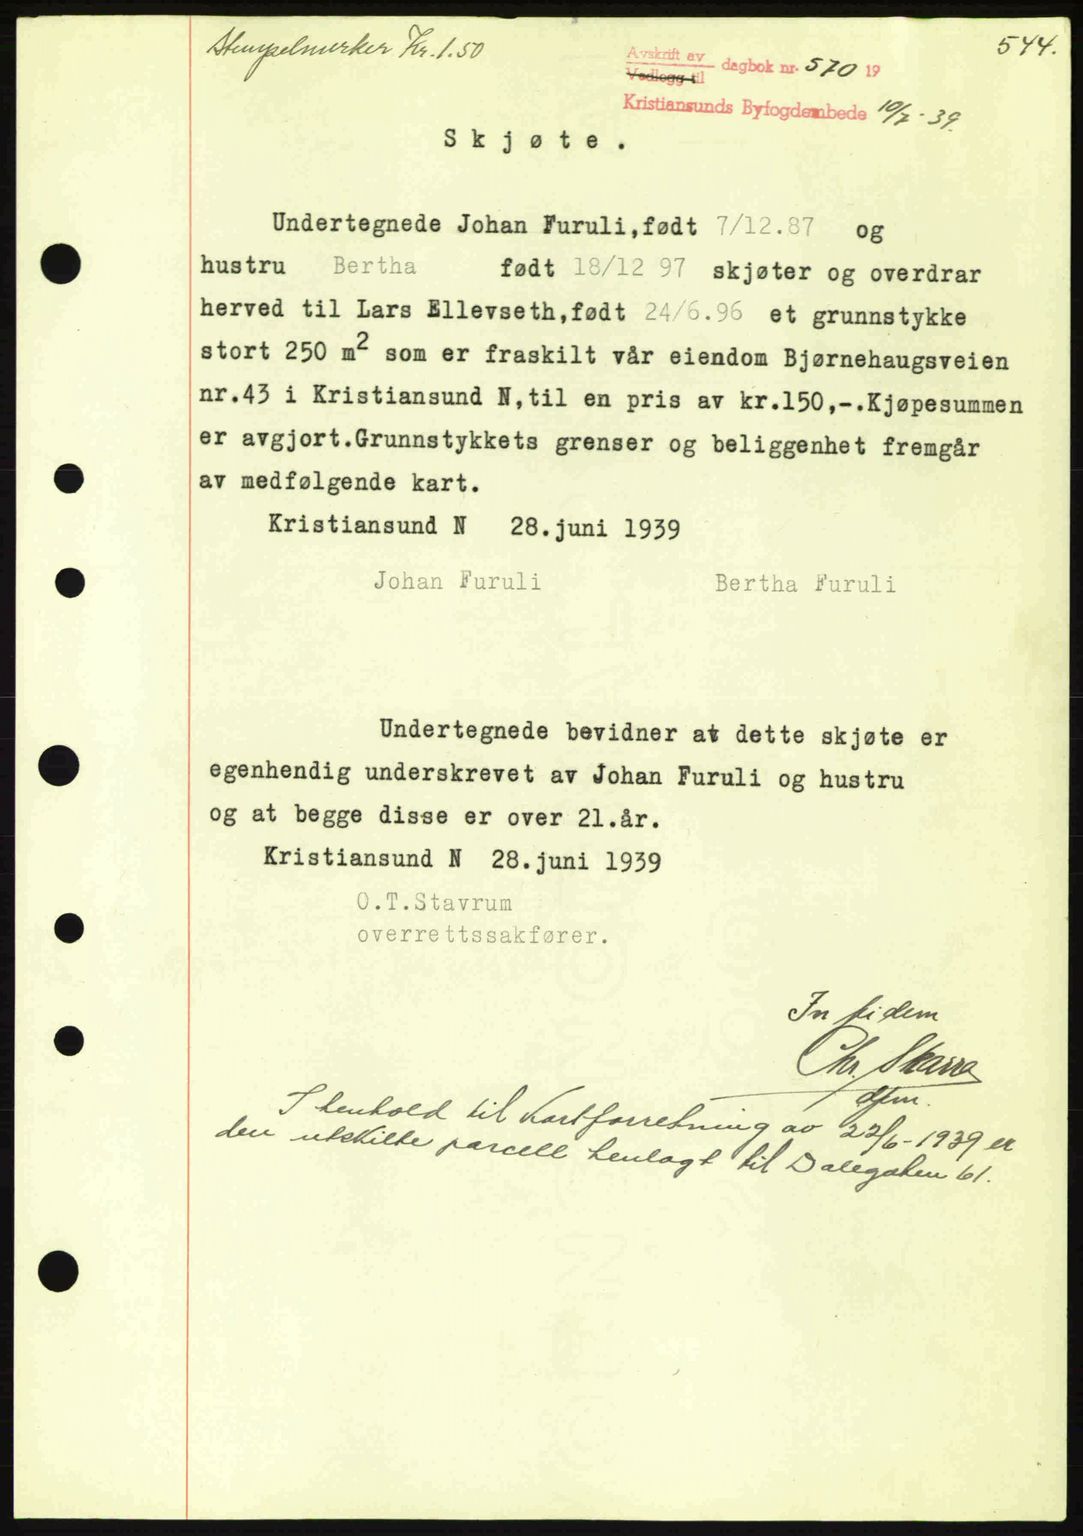 Stempelmerker Kr. 1.50
544.
Avskrift av
Vedlegg til
dagbok nr. 570 19
Kristiansunds Byfogdembede 10/7-39.
Skjøte.
Undertegnede Johan Furuli,født 7/12.87 og
hustru Bertha født 18/12 97 skjøter og overdrar
herved til Lars Ellevseth,født 24/6.96 et grunnstykke
stort 250 m2 som er fraskilt vår eiendom Bjørnehaugsveien
nr.43 i Kristiansund N,til en pris av kr.150,-.Kjøpesummen
er avgjort.Grunnstykkets grenser og beliggenhet fremgår
av medfølgende kart.
Kristiansund N 28.juni 1939
Johan Furuli Bertha Furuli
Undertegnede bevidner at dette skjøte er
egenhendig underskrevet av Johan Furuli og hustru
og at begge disse er over 21.år.
Kristiansund N 28.juni 1939
O.T.Stavrum
overrettssakfører.
In fidem
Chr. Skarra
dfm.
I henhold til kartforretning av 22/6-1939 er
den utskilte parcell henlagt til Dalegaten 61.